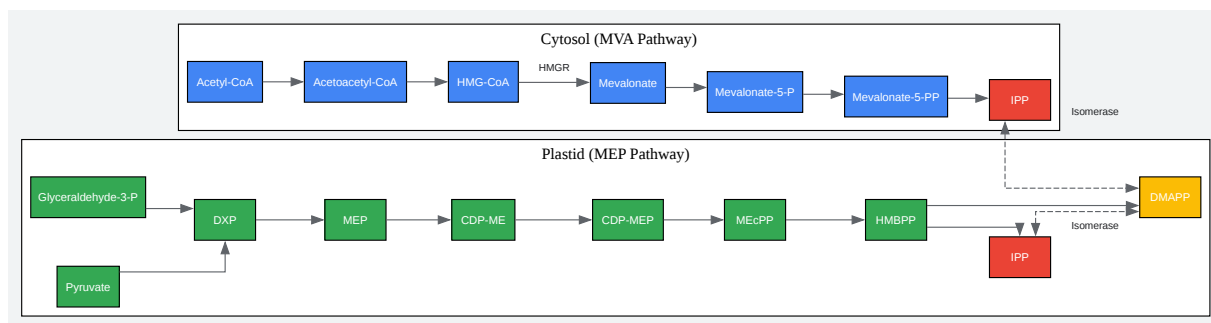 Cytosol (MVA Pathway)
Acetyl-CoA
Acetoacetyl-CoA
HMG-CoA
HMGR
Mevalonate
Mevalonate-5-P
Mevalonate-5-PP
IPP
Isomerase
Plastid (MEP Pathway)
Glyceraldehyde-3-P
Pyruvate
DXP
MEP
CDP-ME
CDP-MEP
MEcPP
HMBPP
IPP
Isomerase
DMAPP